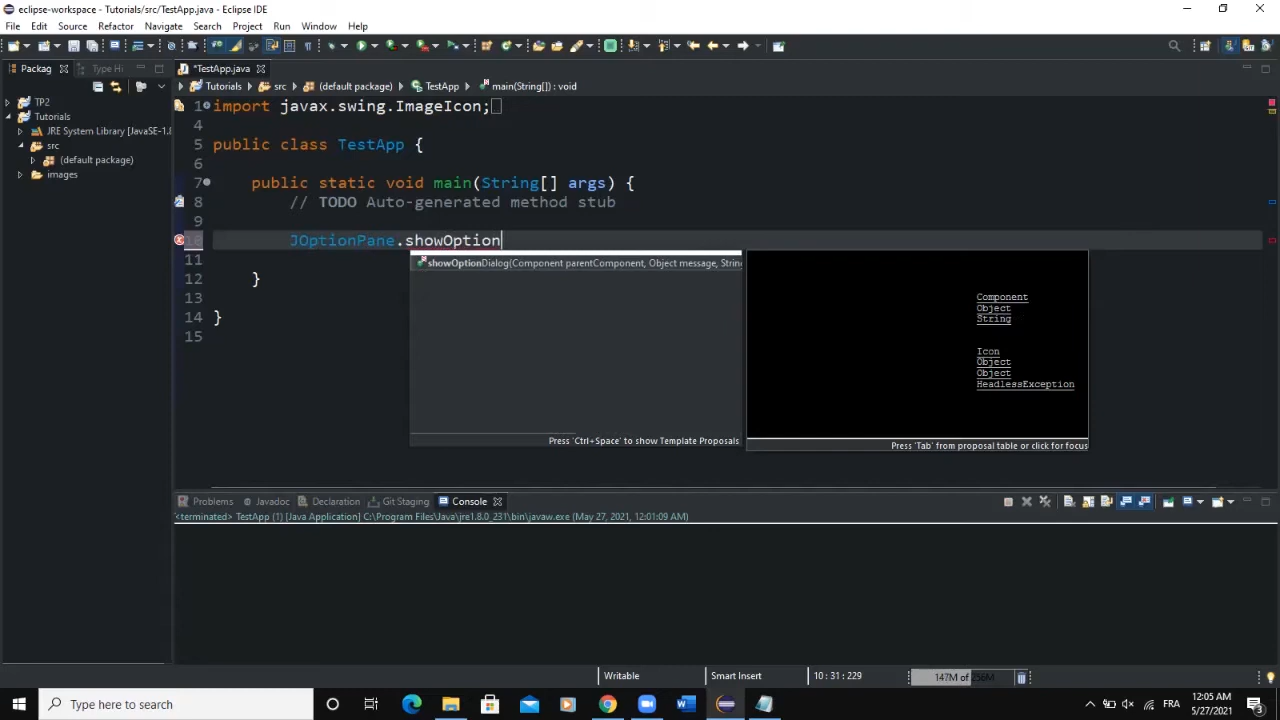 eclipse-workspace - Tutorials/src/TestApp.java - Eclipse IDE
File Edit Source Refactor Navigate Search Project Run Window Help
Packag Type Hi *TestApp.java
Tutorials src (default package) TestApp main(String[]) : void
TP2
Tutorials
JRE System Library [JavaSE-1.
src
(default package)
images
1 import javax.swing.ImageIcon;
4
5 public class TestApp {
6
7 public static void main(String[] args) {
8 // TODO Auto-generated method stub
9
10 JOptionPane.showOption
11
12 }
13
14 }
15
showOptionDialog(Component parentComponent, Object message, String
Press 'Ctrl+Space' to show Template Proposals
Component
Object
String
Icon
Object
Object
HeadlessException
Press 'Tab' from proposal table or click for focus
Problems Javadoc Declaration Git Staging Console
<terminated> TestApp (1) [Java Application] C:\Program Files\Java\jre1.8.0_231\bin\javaw.exe (May 27, 2021, 12:01:09 AM)
Writable Smart Insert 10 : 31 : 229 147M of 256M
Type here to search
FRA
12:05 AM
5/27/2021
3